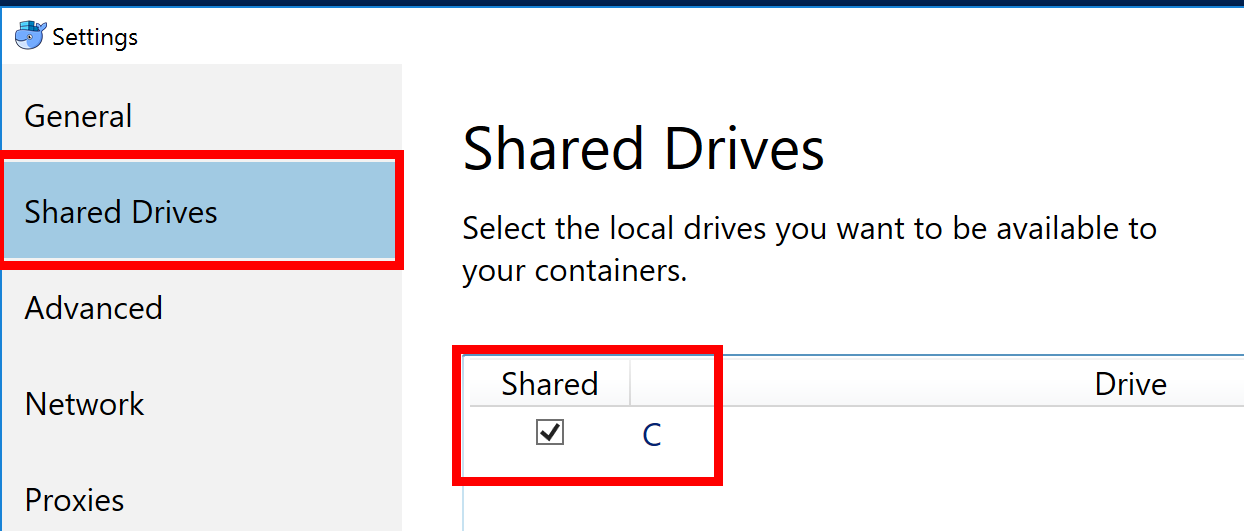 Settings
General
Shared Drives
Advanced
Network
Proxies
Shared Drives
Select the local drives you want to be available to
your containers.
Shared Drive
C